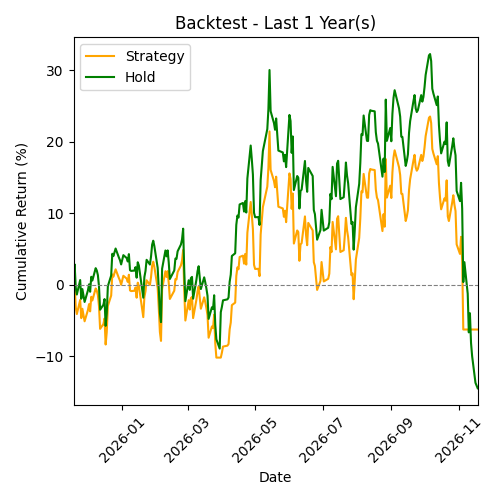 Backtest - Last 1 Year(s)
Strategy
Hold
Cumulative Return (%)
30
20
10
0
−10
2026-01
2026-03
2026-05
2026-07
2026-09
2026-11
Date